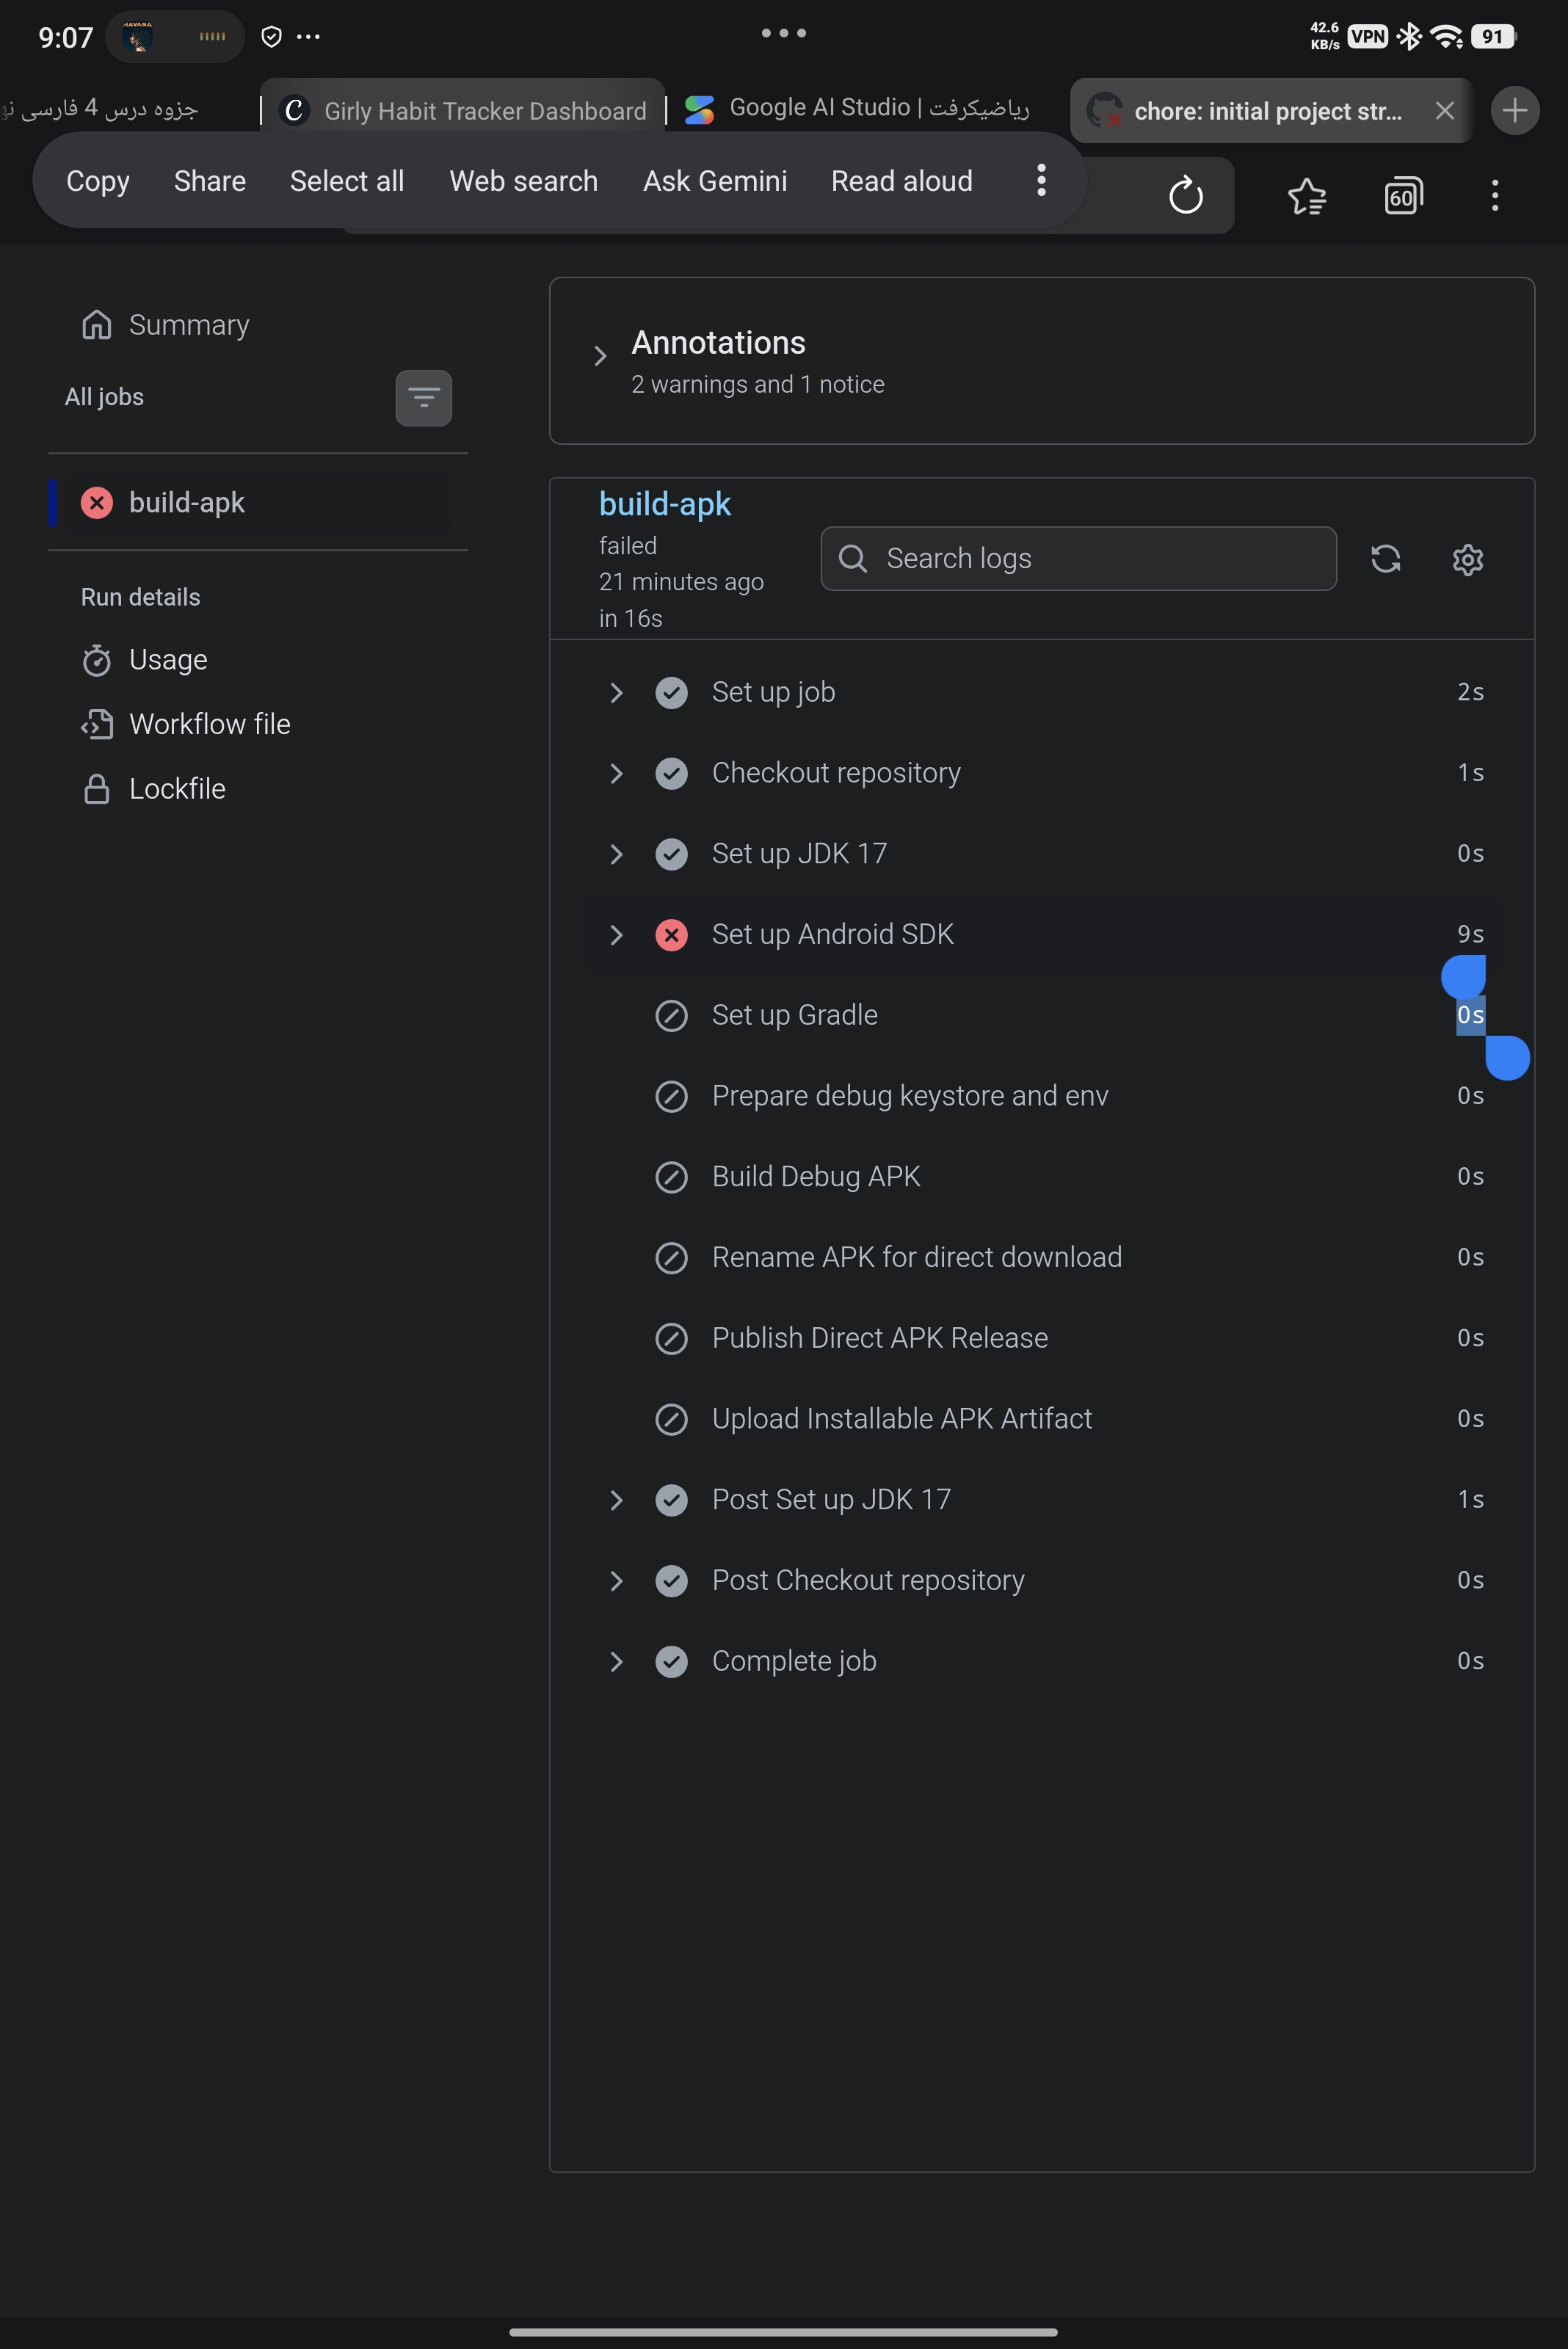 9:07
HAVANA
42.6
KB/s
VPN
91
جزوه درس 4 فارسی
C
Girly Habit Tracker Dashboard
Google AI Studio | ریاضیکرفت
chore: initial project str...
Copy
Share
Select all
Web search
Ask Gemini
Read aloud
60
Summary
All jobs
build-apk
Run details
Usage
Workflow file
Lockfile
Annotations
2 warnings and 1 notice
build-apk
failed
21 minutes ago
in 16s
Search logs
Set up job 2s
Checkout repository 1s
Set up JDK 17 0s
Set up Android SDK 9s
Set up Gradle 0s
Prepare debug keystore and env 0s
Build Debug APK 0s
Rename APK for direct download 0s
Publish Direct APK Release 0s
Upload Installable APK Artifact 0s
Post Set up JDK 17 1s
Post Checkout repository 0s
Complete job 0s